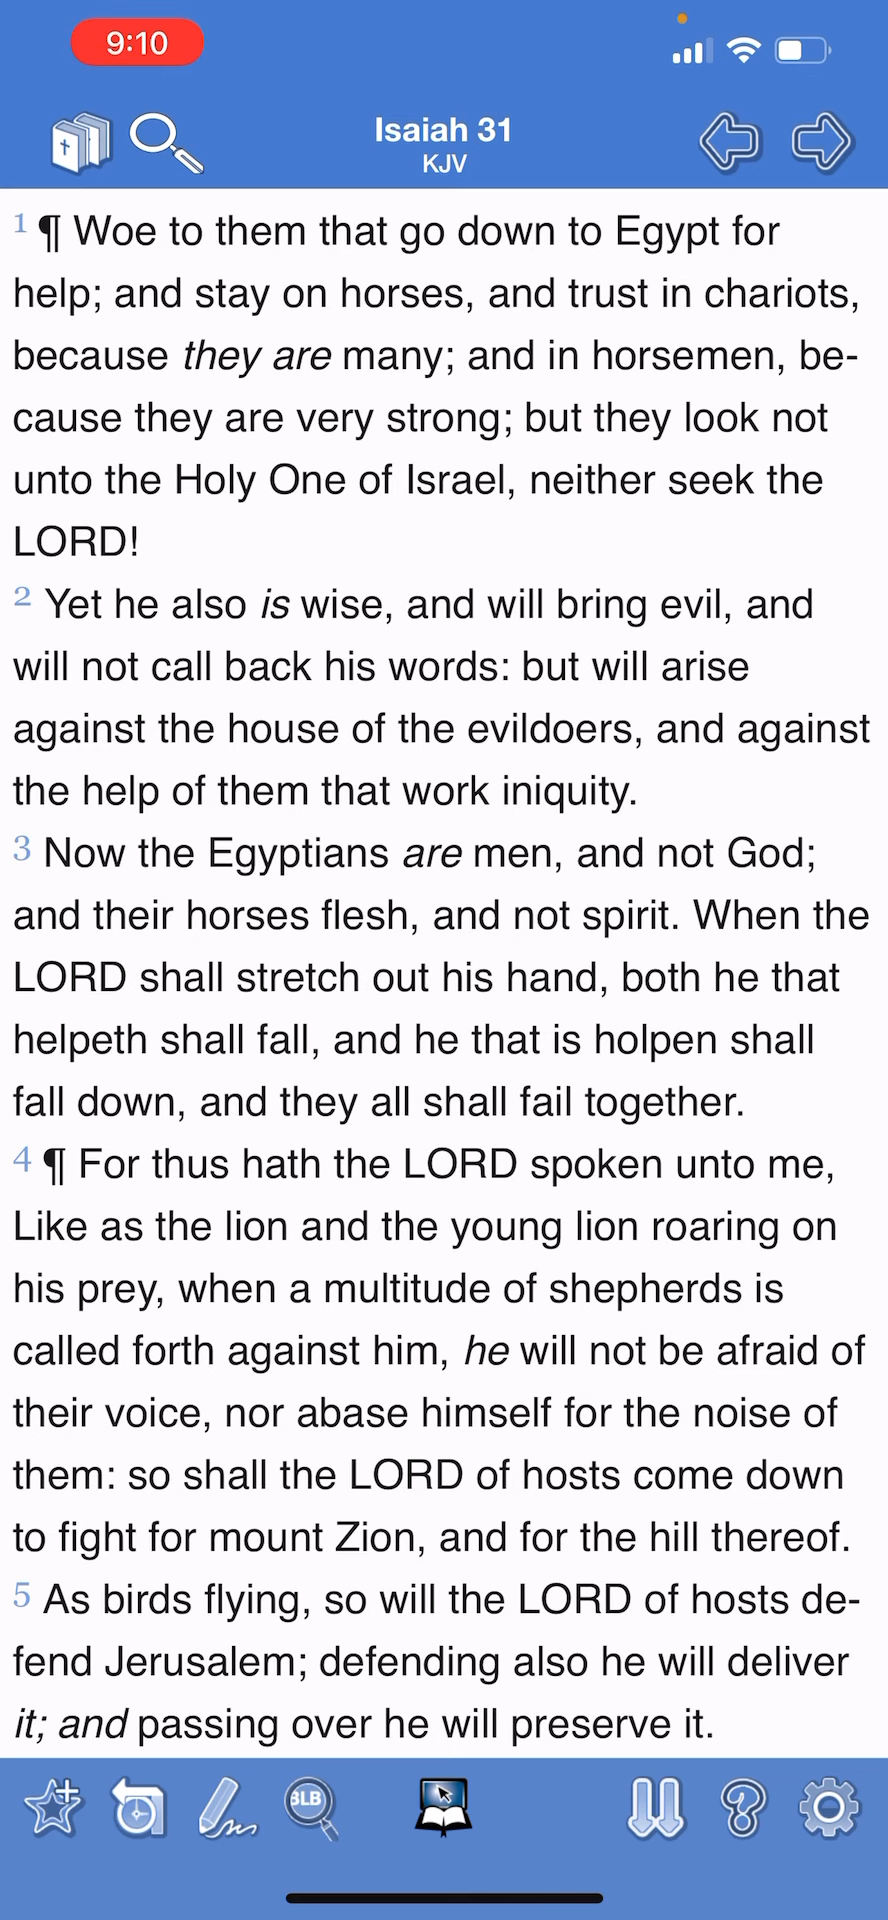 9:10
Isaiah 31
KJV
1 ¶ Woe to them that go down to Egypt for
help; and stay on horses, and trust in chariots,
because they are many; and in horsemen, be-
cause they are very strong; but they look not
unto the Holy One of Israel, neither seek the
LORD!
2 Yet he also is wise, and will bring evil, and
will not call back his words: but will arise
against the house of the evildoers, and against
the help of them that work iniquity.
3 Now the Egyptians are men, and not God;
and their horses flesh, and not spirit. When the
LORD shall stretch out his hand, both he that
helpeth shall fall, and he that is holpen shall
fall down, and they all shall fail together.
4 ¶ For thus hath the LORD spoken unto me,
Like as the lion and the young lion roaring on
his prey, when a multitude of shepherds is
called forth against him, he will not be afraid of
their voice, nor abase himself for the noise of
them: so shall the LORD of hosts come down
to fight for mount Zion, and for the hill thereof.
5 As birds flying, so will the LORD of hosts de-
fend Jerusalem; defending also he will deliver
it; and passing over he will preserve it.
BLB